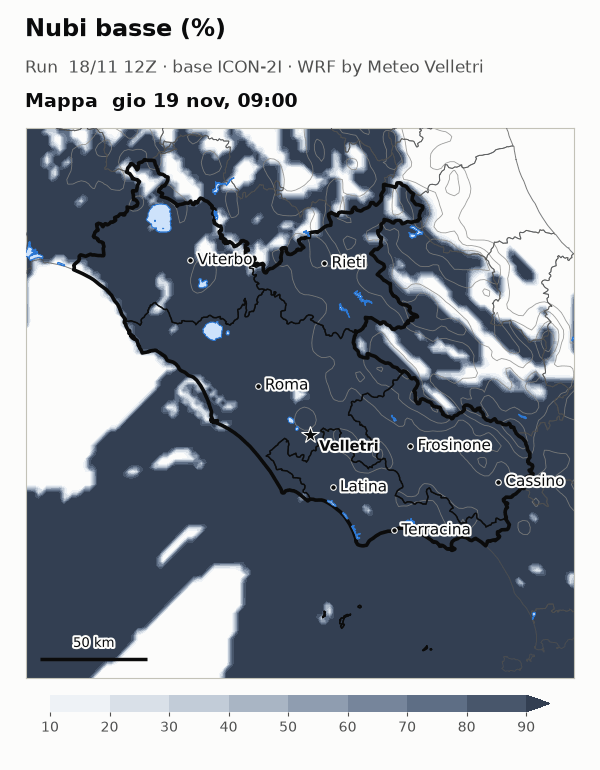 Nubi basse (%)
Run  18/11 12Z · base ICON-2I · WRF by Meteo Velletri
Mappa  gio 19 nov, 09:00
Viterbo
Rieti
Roma
Velletri
Frosinone
Latina
Cassino
Terracina
50 km
10 20 30 40 50 60 70 80 90